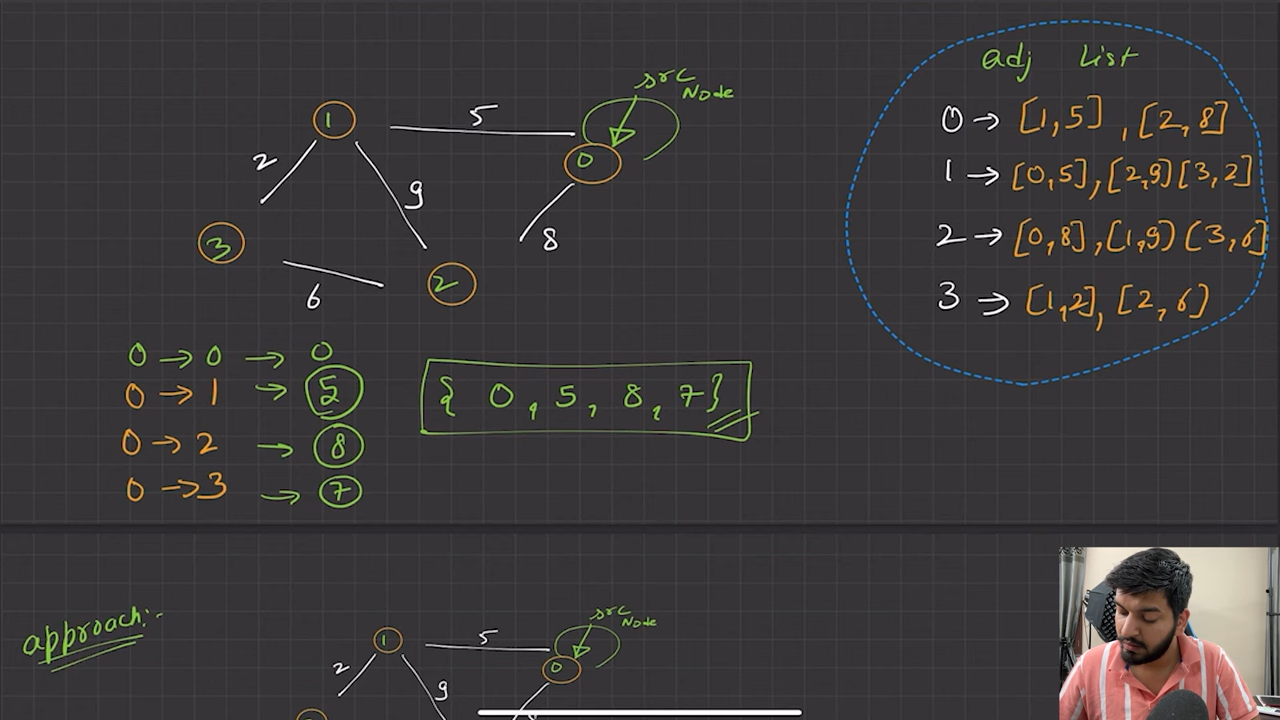 adj List
0 → [1,5] , [2,8]
1 → [0,5], [2,9] [3,2]
2 → [0,8], [1,9) [3,6]
3 → [1,2], [2,6)
src Node
5
1
0
2
9
8
3
2
6
0 → 0 → 0
0 → 1 → 5
0 → 2 → 8
0 → 3 → 7
{ 0, 5, 8, 7 }
approach:-
src Node
5
1
0
2
9